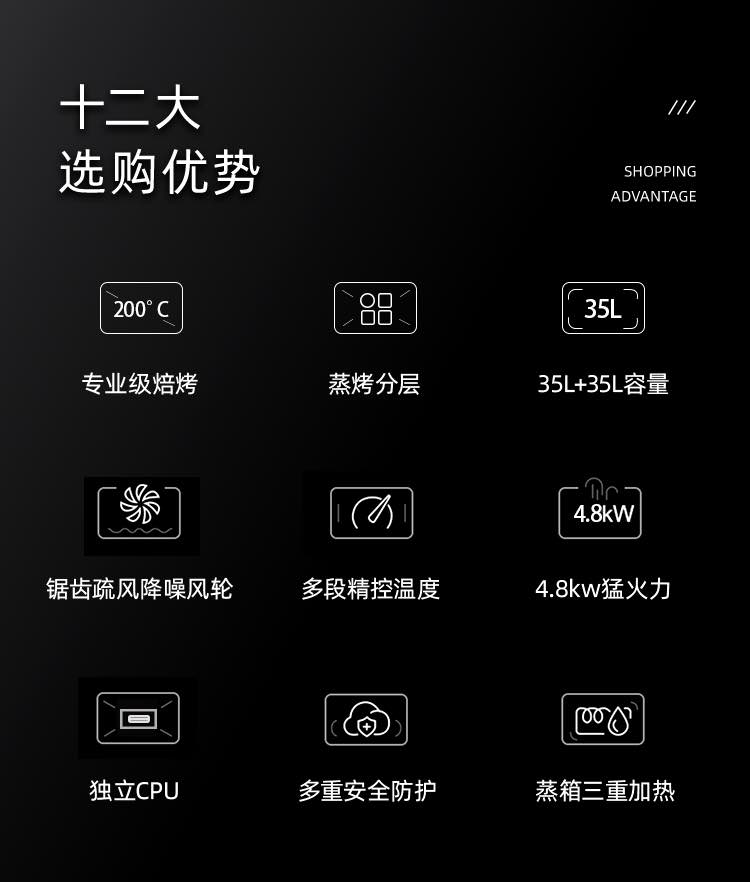 十二大
选购优势
///
SHOPPING
ADVANTAGE
200°C
35L
专业级焙烤
蒸烤分层
35L+35L容量
4.8kW
锯齿疏风降噪风轮
多段精控温度
4.8kw猛火力
独立CPU
多重安全防护
蒸箱三重加热